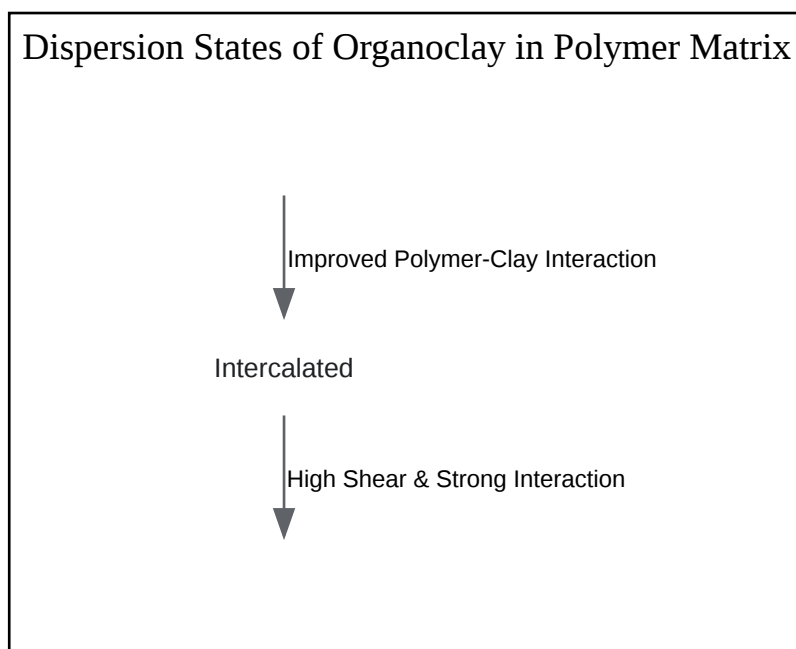 Dispersion States of Organoclay in Polymer Matrix
Improved Polymer-Clay Interaction
Intercalated
High Shear & Strong Interaction